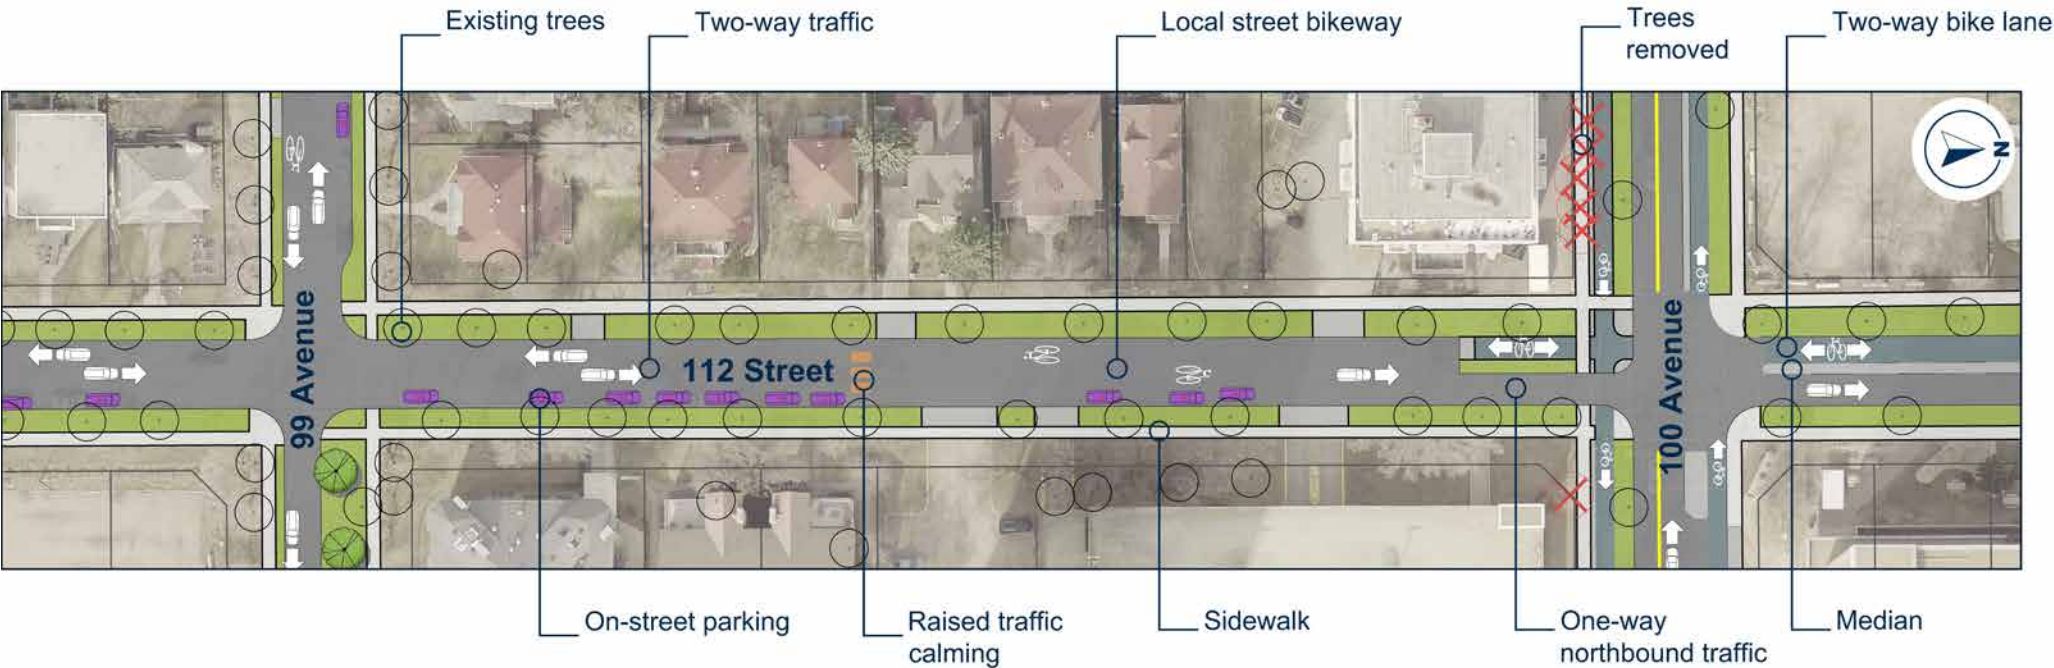 Existing trees
Two-way traffic
Local street bikeway
Trees
removed
Two-way bike lane
N
99 Avenue
112 Street
100 Avenue
On-street parking
Raised traffic
calming
Sidewalk
One-way
northbound traffic
Median